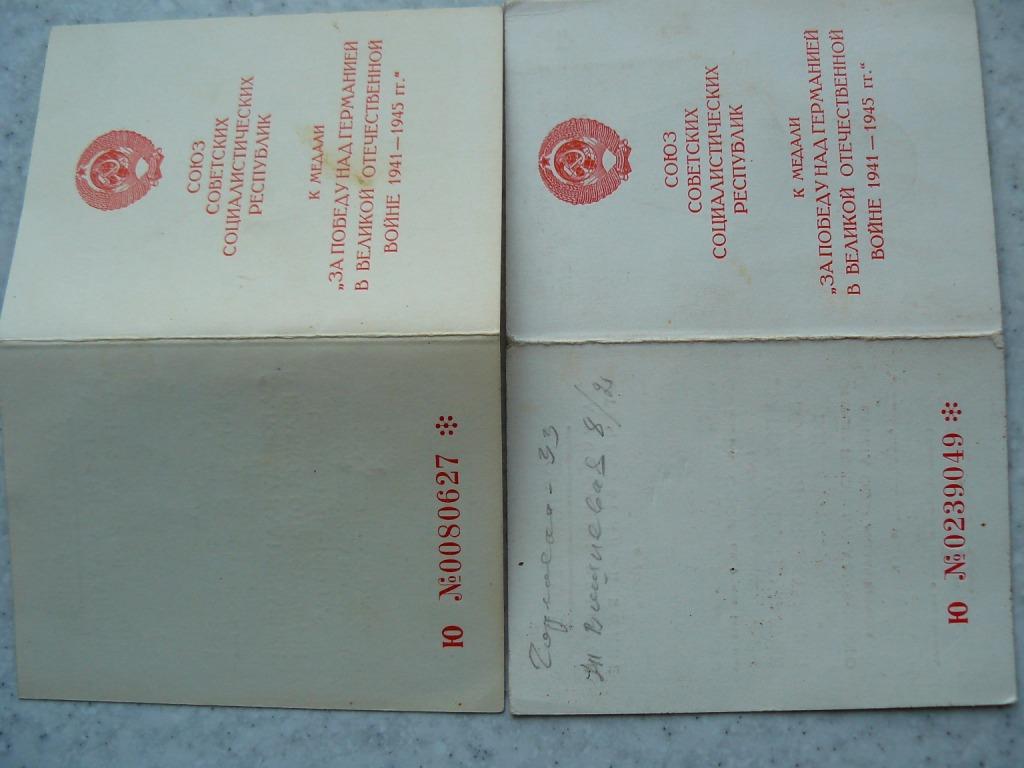 СОЮЗ
СОВЕТСКИХ
СОЦИАЛИСТИЧЕСКИХ
РЕСПУБЛИК
К МЕДАЛИ
„ЗА ПОБЕДУ НАД ГЕРМАНИЕЙ
В ВЕЛИКОЙ ОТЕЧЕСТВЕННОЙ
ВОЙНЕ 1941—1945 гг.“
Ю №0080627
СОЮЗ
СОВЕТСКИХ
СОЦИАЛИСТИЧЕСКИХ
РЕСПУБЛИК
К МЕДАЛИ
„ЗА ПОБЕДУ НАД ГЕРМАНИЕЙ
В ВЕЛИКОЙ ОТЕЧЕСТВЕННОЙ
ВОЙНЕ 1941—1945 гг.“
33
Ю №0239049